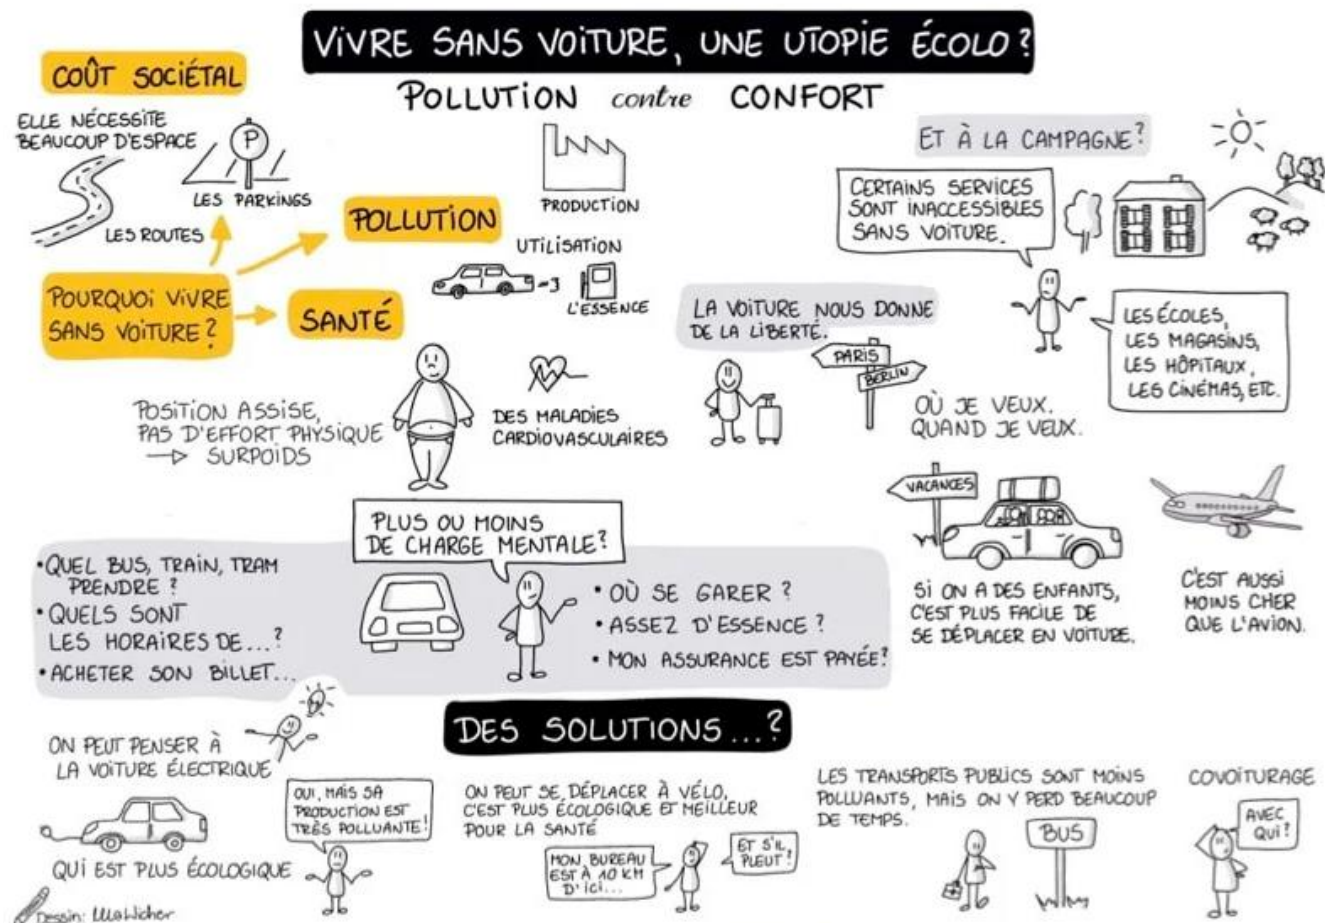 VIVRE SANS VOITURE, UNE UTOPIE ÉCOLO?
POLLUTION contre CONFORT
COÛT SOCIÉTAL
ELLE NÉCESSITE
BEAUCOUP D'ESPACE
P
LES PARKINGS
LES ROUTES
POURQUOI VIVRE
SANS VOITURE?
POLLUTION
PRODUCTION
UTILISATION
L'ESSENCE
SANTÉ
POSITION ASSISE,
PAS D'EFFORT PHYSIQUE
→ SURPOIDS
DES MALADIES
CARDIOVASCULAIRES
ET À LA CAMPAGNE?
CERTAINS SERVICES
SONT INACCESSIBLES
SANS VOITURE.
LES ÉCOLES,
LES MAGASINS,
LES HÔPITAUX,
LES CINÉMAS, ETC.
LA VOITURE NOUS DONNE
DE LA LIBERTÉ.
PARIS
BERLIN
OÙ JE VEUX.
QUAND JE VEUX.
VACANCES
SI ON A DES ENFANTS,
C'EST PLUS FACILE DE
SE DÉPLACER EN VOITURE.
C'EST AUSSI
MOINS CHER
QUE L'AVION.
PLUS OU MOINS
DE CHARGE MENTALE?
• QUEL BUS, TRAIN, TRAM
PRENDRE ?
• QUELS SONT
LES HORAIRES DE...?
• ACHETER SON BILLET...
• OÙ SE GARER ?
• ASSEZ D'ESSENCE ?
• MON ASSURANCE EST PAYÉE?
DES SOLUTIONS...?
ON PEUT PENSER À
LA VOITURE ÉLECTRIQUE
QUI EST PLUS ÉCOLOGIQUE
OUI, MAIS SA
PRODUCTION EST
TRÈS POLLUANTE!
ON PEUT SE DÉPLACER À VÉLO,
C'EST PLUS ÉCOLOGIQUE ET MEILLEUR
POUR LA SANTÉ
MON BUREAU
EST À 10 KM
D'ICI...
ET S'IL
PLEUT?
LES TRANSPORTS PUBLICS SONT MOINS
POLLUANTS, MAIS ON Y PERD BEAUCOUP
DE TEMPS.
BUS
COVOITURAGE
AVEC
QUI?
Dessin: